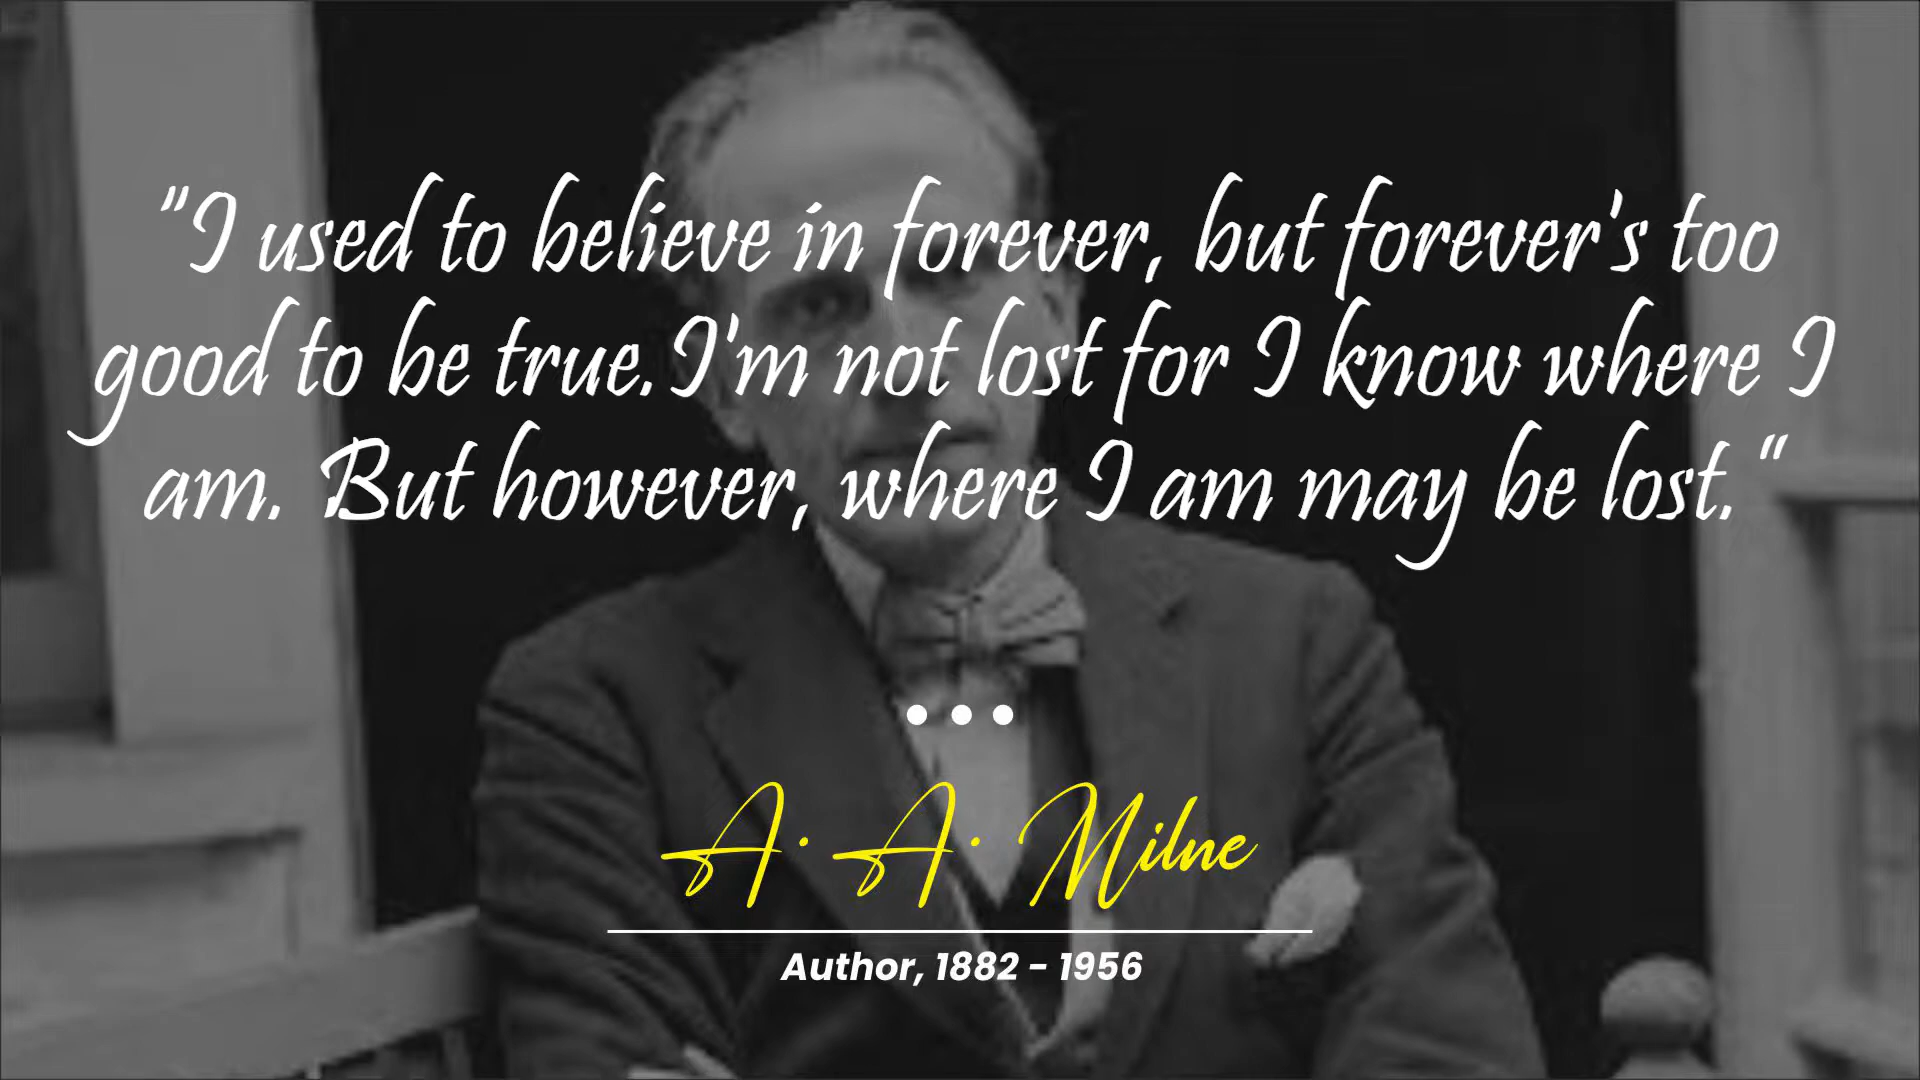 "I used to believe in forever, but forever's too
good to be true. I'm not lost for I know where I
am. But however, where I am may be lost. "
A. A. Milne
Author, 1882 - 1956